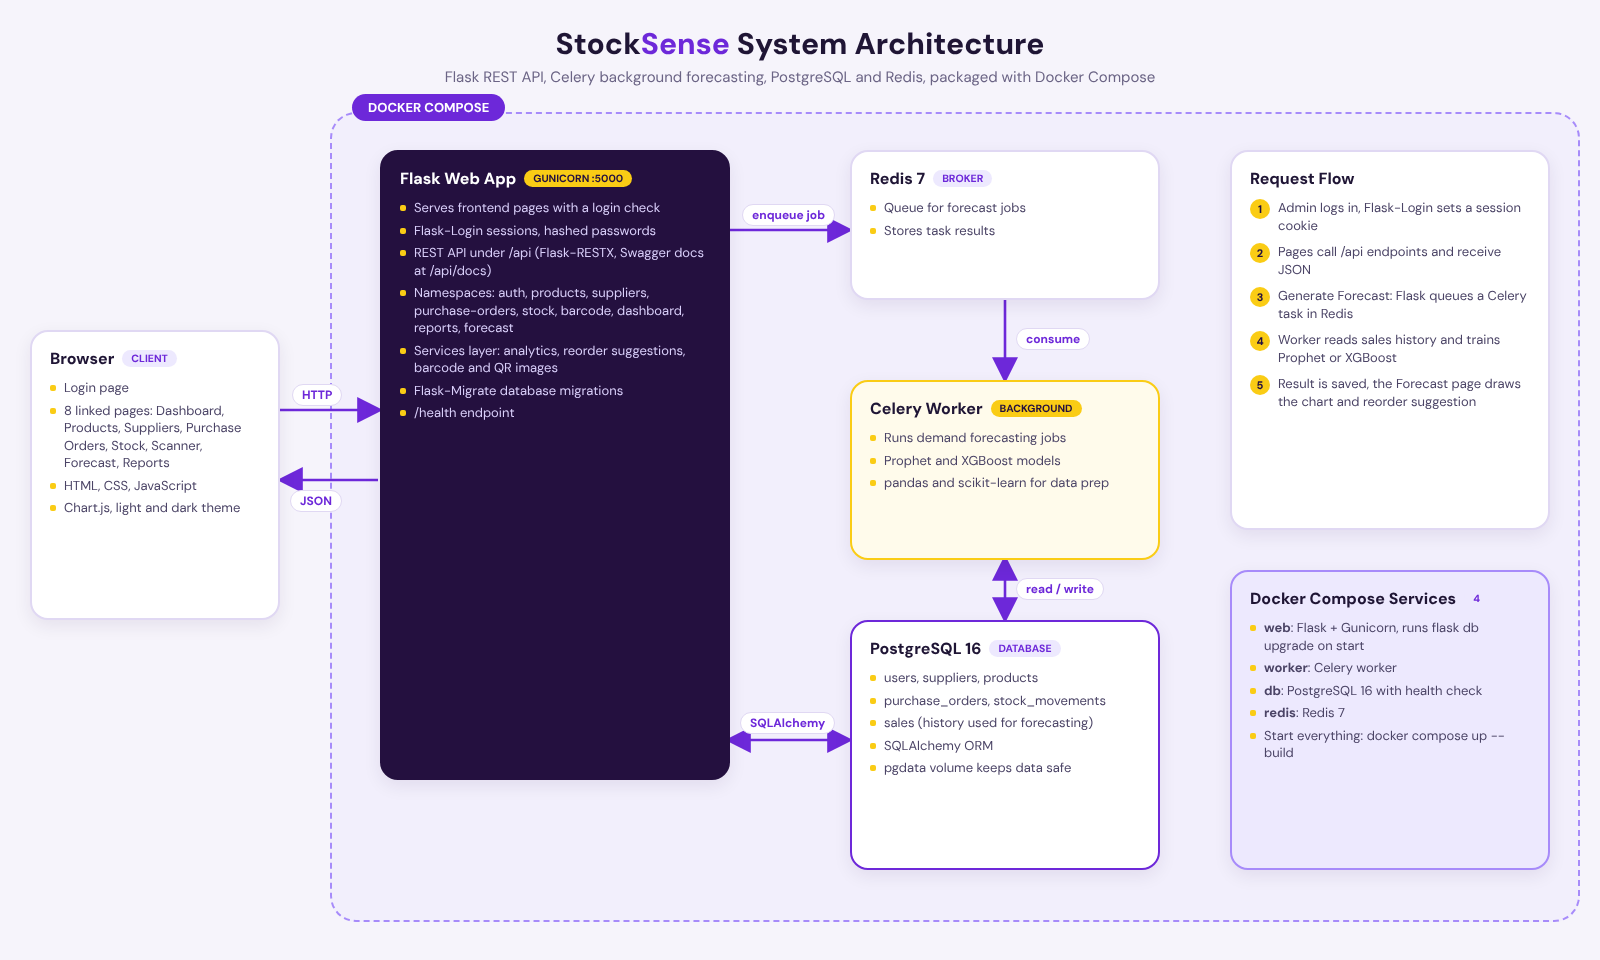 StockSense System Architecture
Flask REST API, Celery background forecasting, PostgreSQL and Redis, packaged with Docker Compose
DOCKER COMPOSE
Browser CLIENT
Login page
8 linked pages: Dashboard,
Products, Suppliers, Purchase
Orders, Stock, Scanner,
Forecast, Reports
HTML, CSS, JavaScript
Chart.js, light and dark theme
HTTP
JSON
Flask Web App GUNICORN :5000
Serves frontend pages with a login check
Flask-Login sessions, hashed passwords
REST API under /api (Flask-RESTX, Swagger docs
at /api/docs)
Namespaces: auth, products, suppliers,
purchase-orders, stock, barcode, dashboard,
reports, forecast
Services layer: analytics, reorder suggestions,
barcode and QR images
Flask-Migrate database migrations
/health endpoint
enqueue job
SQLAlchemy
Redis 7 BROKER
Queue for forecast jobs
Stores task results
consume
Celery Worker BACKGROUND
Runs demand forecasting jobs
Prophet and XGBoost models
pandas and scikit-learn for data prep
read / write
PostgreSQL 16 DATABASE
users, suppliers, products
purchase_orders, stock_movements
sales (history used for forecasting)
SQLAlchemy ORM
pgdata volume keeps data safe
Request Flow
1 Admin logs in, Flask-Login sets a session
cookie
2 Pages call /api endpoints and receive
JSON
3 Generate Forecast: Flask queues a Celery
task in Redis
4 Worker reads sales history and trains
Prophet or XGBoost
5 Result is saved, the Forecast page draws
the chart and reorder suggestion
Docker Compose Services 4
web: Flask + Gunicorn, runs flask db
upgrade on start
worker: Celery worker
db: PostgreSQL 16 with health check
redis: Redis 7
Start everything: docker compose up --
build